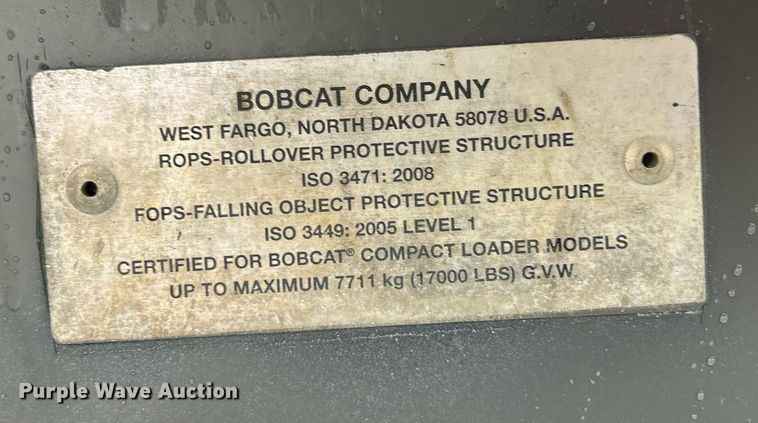 BOBCAT COMPANY
WEST FARGO, NORTH DAKOTA 58078 U.S.A.
ROPS-ROLLOVER PROTECTIVE STRUCTURE
ISO 3471: 2008
FOPS-FALLING OBJECT PROTECTIVE STRUCTURE
ISO 3449: 2005 LEVEL 1
CERTIFIED FOR BOBCAT® COMPACT LOADER MODELS
UP TO MAXIMUM 7711 kg (17000 LBS) G.V.W.
Purple Wave Auction